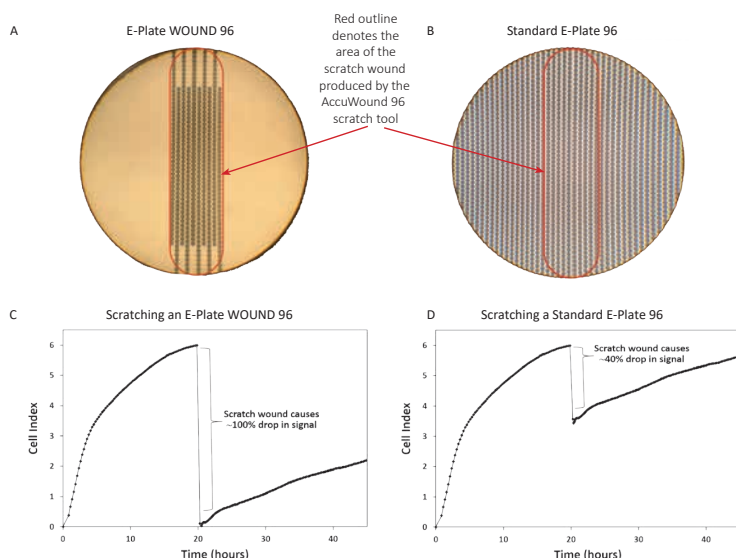 A
E-Plate WOUND 96
Red outline
denotes the
area of the
scratch wound
produced by the
AccuWound 96
scratch tool
B
Standard E-Plate 96
C
Scratching an E-Plate WOUND 96
6
5
4
3
2
1
0
Cell Index
Scratch wound causes
~100% drop in signal
0
10
20
30
40
Time (hours)
D
Scratching a Standard E-Plate 96
6
5
4
3
2
1
0
Cell Index
Scratch wound causes
~40% drop in signal
0
10
20
30
40
Time (hours)